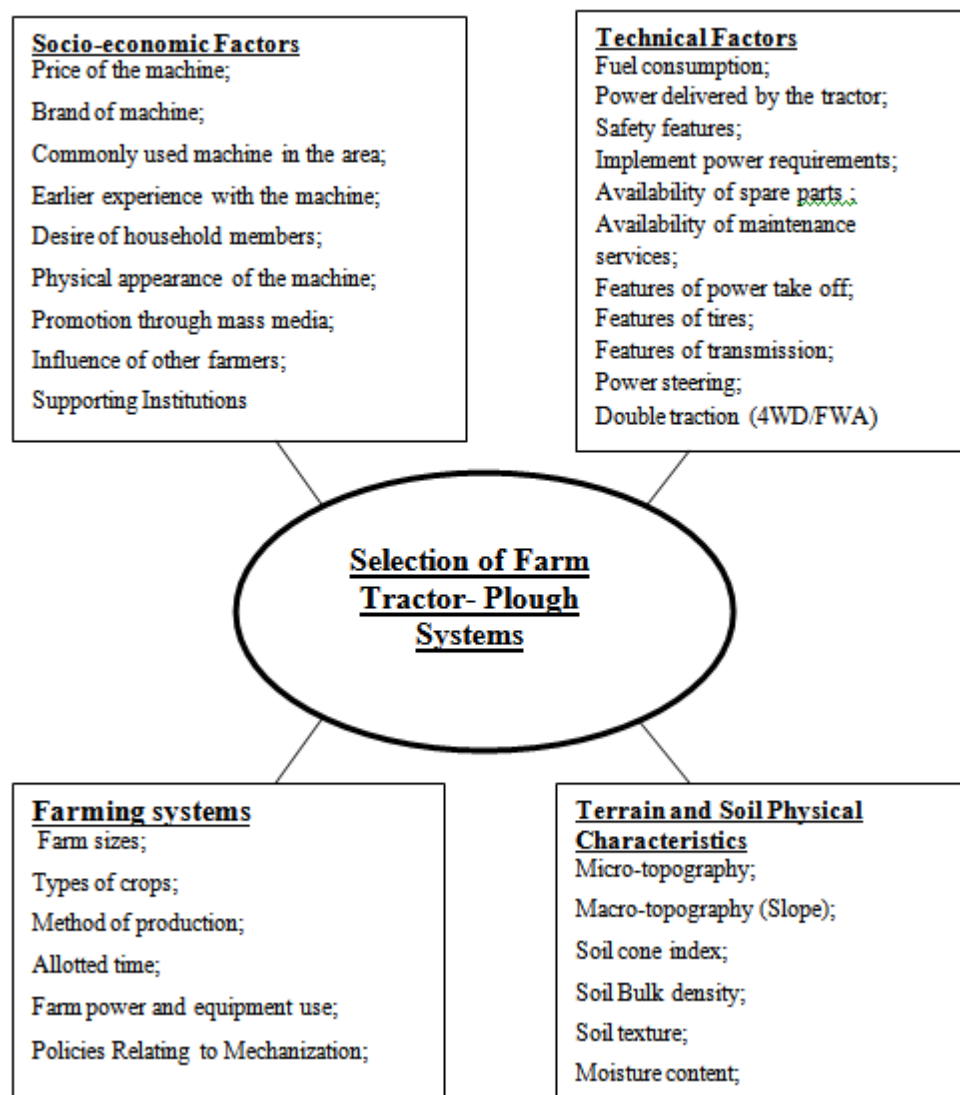 Socio-economic Factors
Price of the machine;
Brand of machine;
Commonly used machine in the area;
Earlier experience with the machine;
Desire of household members;
Physical appearance of the machine;
Promotion through mass media;
Influence of other farmers;
Supporting Institutions
Technical Factors
Fuel consumption;
Power delivered by the tractor;
Safety features;
Implement power requirements;
Availability of spare parts ;
Availability of maintenance
services;
Features of power take off;
Features of tires;
Features of transmission;
Power steering;
Double traction (4WD/FWA)
Selection of Farm
Tractor- Plough
Systems
Farming systems
Farm sizes;
Types of crops;
Method of production;
Allotted time;
Farm power and equipment use;
Policies Relating to Mechanization;
Terrain and Soil Physical
Characteristics
Micro-topography;
Macro-topography (Slope);
Soil cone index;
Soil Bulk density;
Soil texture;
Moisture content;